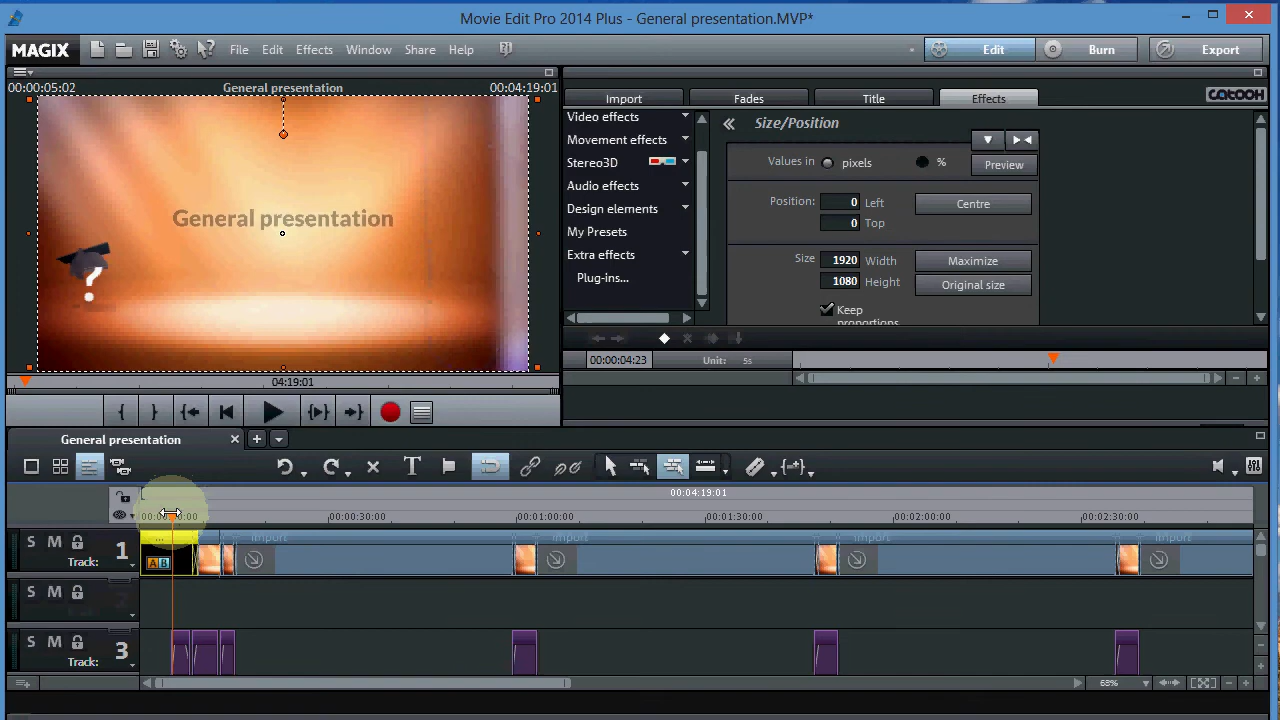 Movie Edit Pro 2014 Plus - General presentation.MVP*
MAGIX File Edit Effects Window Share Help Edit Burn Export
00:00:05:02 General presentation 00:04:19:01
General presentation
?
04:19:01
Import Fades Title Effects CATOOH
Video effects
Movement effects
Stereo3D
Audio effects
Design elements
My Presets
Extra effects
Plug-ins...
Size/Position
Values in pixels %
Preview
Position: 0 Left Centre
0 Top
Size 1920 Width Maximize
1080 Height Original size
Keep
proportions
00:00:04:23 Unit: 5s
General presentation
00:04:19:01
00:00:30:00 00:01:00:00 00:01:30:00 00:02:00:00 00:02:30:00
S M 1
Track:
... Import Import Import Import
A B
S M
S M 3
Track:
68%